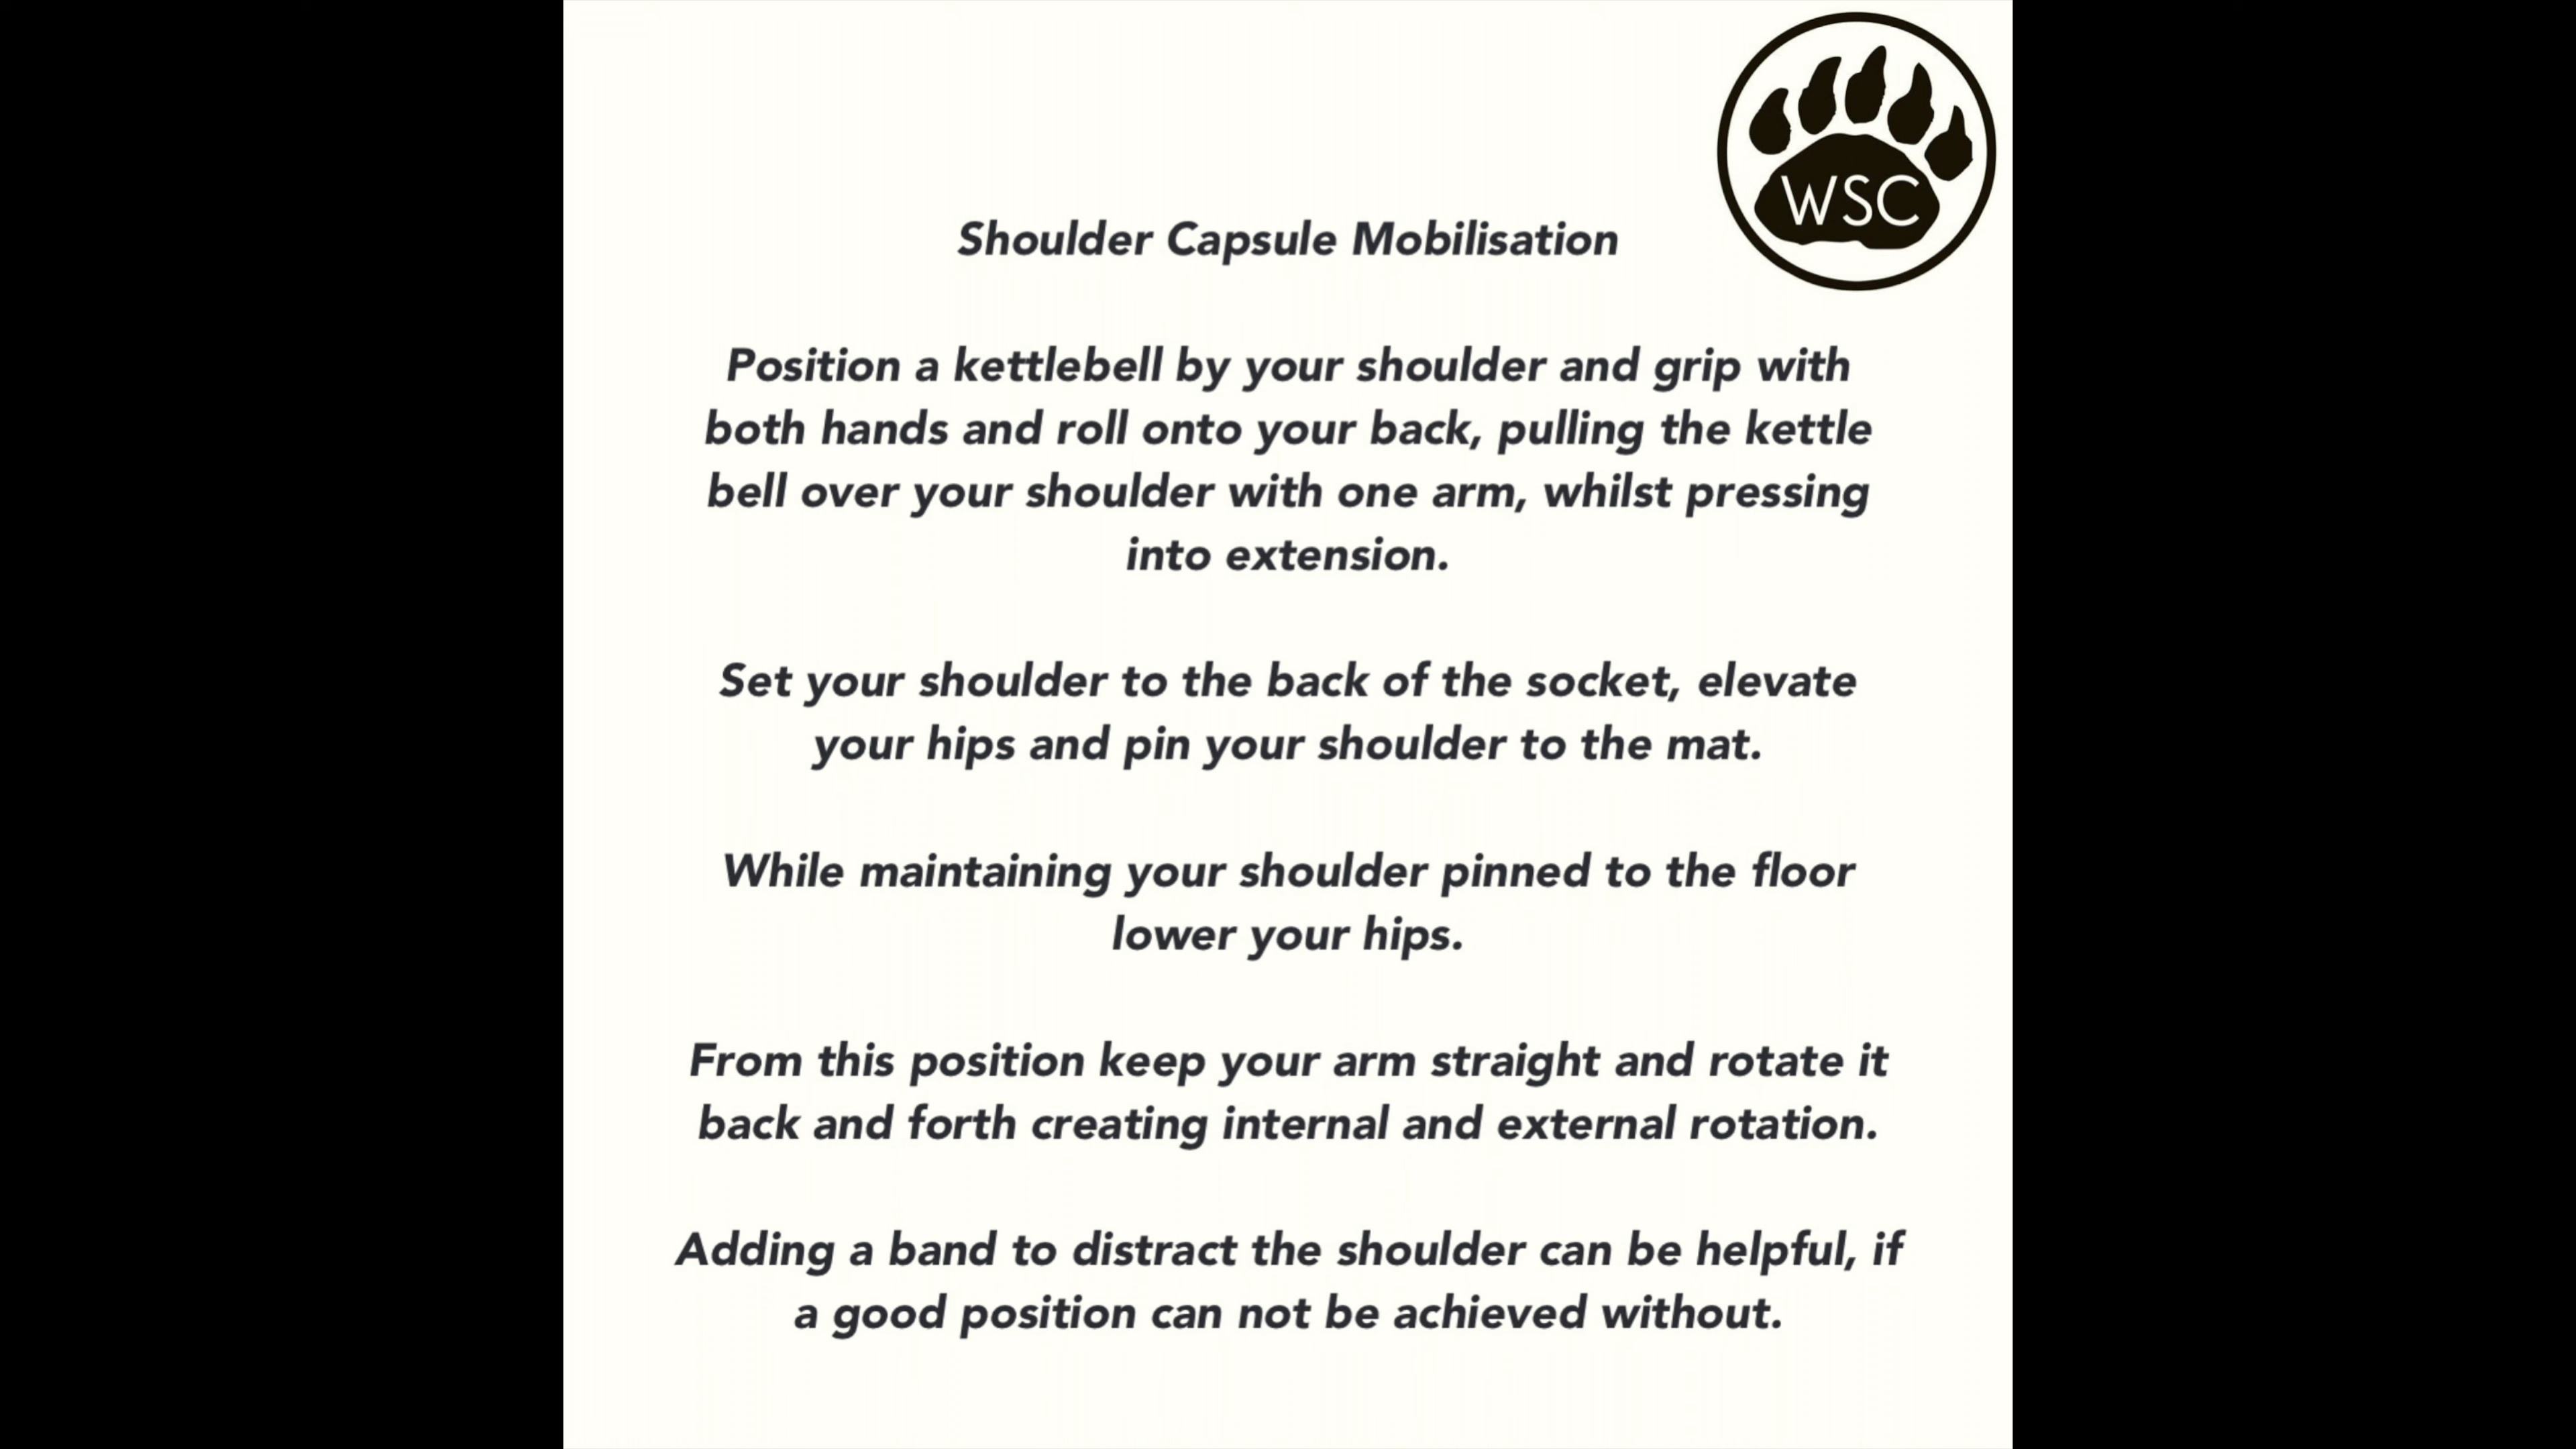 WSC
Shoulder Capsule Mobilisation
Position a kettlebell by your shoulder and grip with
both hands and roll onto your back, pulling the kettle
bell over your shoulder with one arm, whilst pressing
into extension.
Set your shoulder to the back of the socket, elevate
your hips and pin your shoulder to the mat.
While maintaining your shoulder pinned to the floor
lower your hips.
From this position keep your arm straight and rotate it
back and forth creating internal and external rotation.
Adding a band to distract the shoulder can be helpful, if
a good position can not be achieved without.